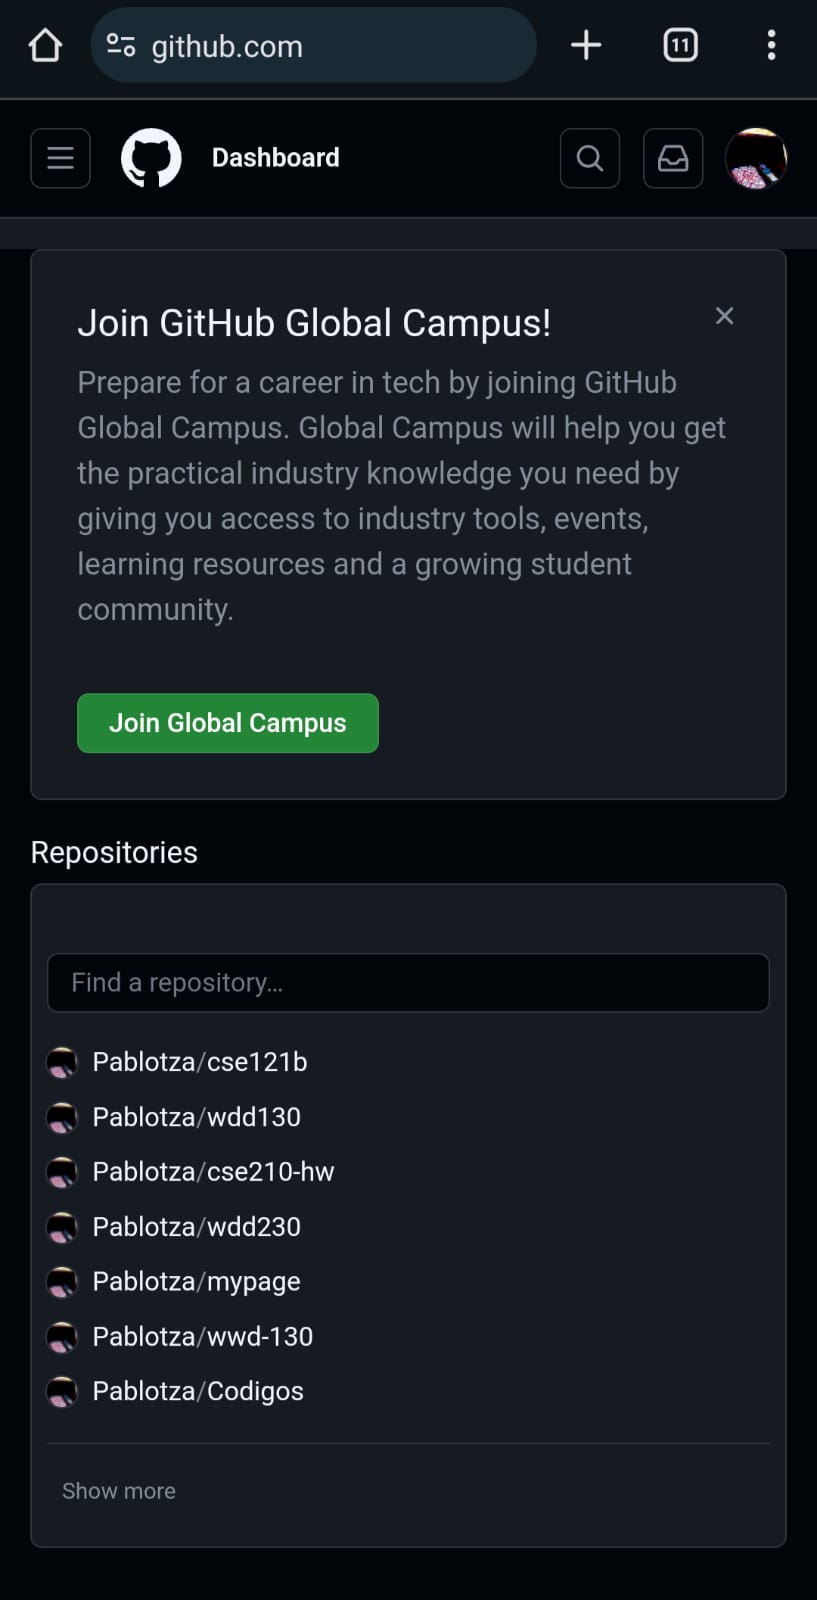 github.com
11
Dashboard
Join GitHub Global Campus!
Prepare for a career in tech by joining GitHub
Global Campus. Global Campus will help you get
the practical industry knowledge you need by
giving you access to industry tools, events,
learning resources and a growing student
community.
Join Global Campus
Repositories
Find a repository...
Pablotza/cse121b
Pablotza/wdd130
Pablotza/cse210-hw
Pablotza/wdd230
Pablotza/mypage
Pablotza/wwd-130
Pablotza/Codigos
Show more